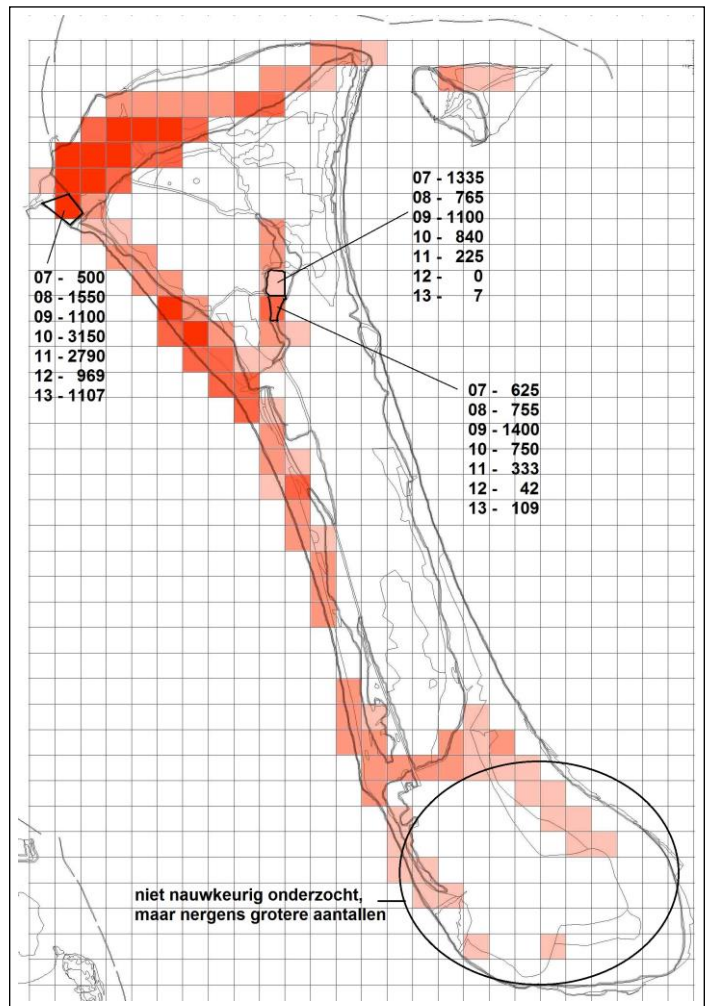 07 - 1335
08 - 765
09 - 1100
10 - 840
11 - 225
12 - 0
13 - 7
07 - 500
08 - 1550
09 - 1100
10 - 3150
11 - 2790
12 - 969
13 - 1107
07 - 625
08 - 755
09 - 1400
10 - 750
11 - 333
12 - 42
13 - 109
niet nauwkeurig onderzocht,
maar nergens grotere aantallen